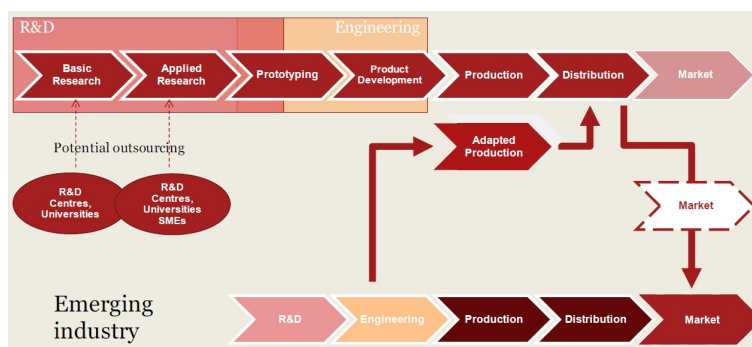 R&D
Engineering
Basic
Research
Applied
Research
Prototyping
Product
Development
Production
Distribution
Market
Adapted
Production
Potential outsourcing
R&D
Centres,
Universities
R&D
Centres,
Universities
SMEs
Market
Emerging
industry
R&D
Engineering
Production
Distribution
Market